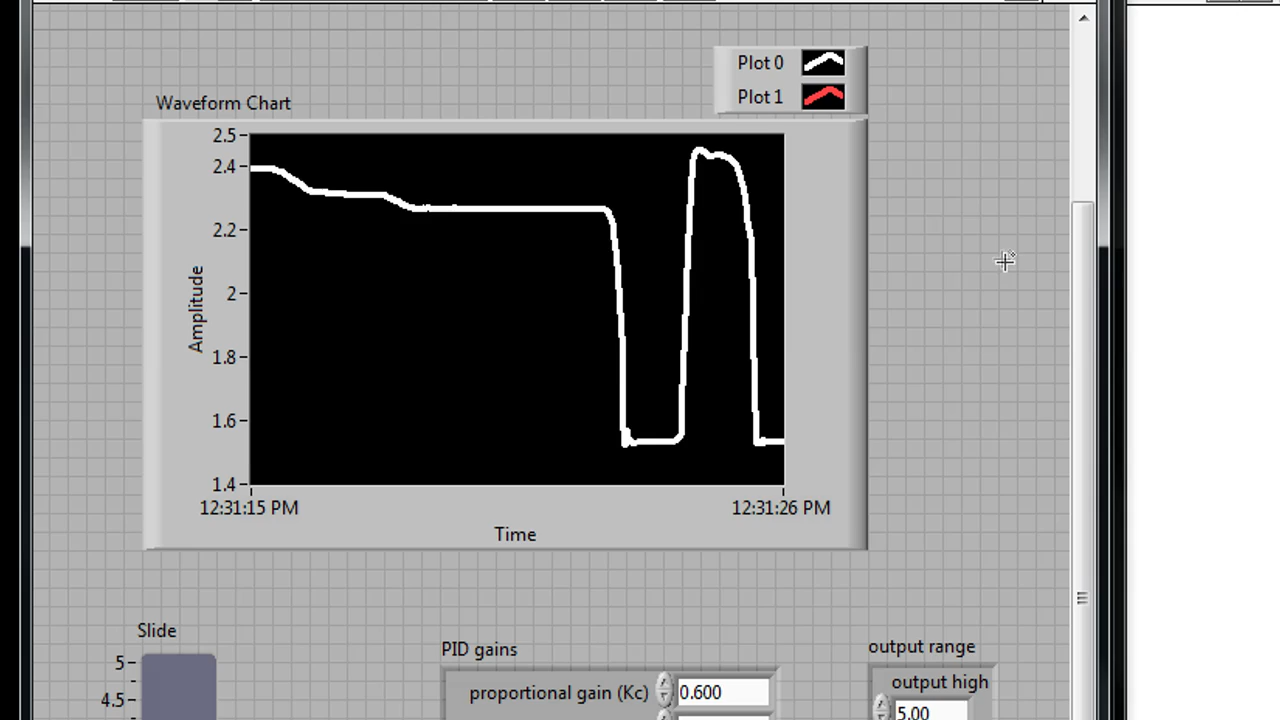 Plot 0
Plot 1
Waveform Chart
2.5
2.4
2.2
2
1.8
1.6
1.4
Amplitude
12:31:15 PM
12:31:26 PM
Time
Slide
5
4.5
PID gains
proportional gain (Kc)
0.600
output range
output high
5.00